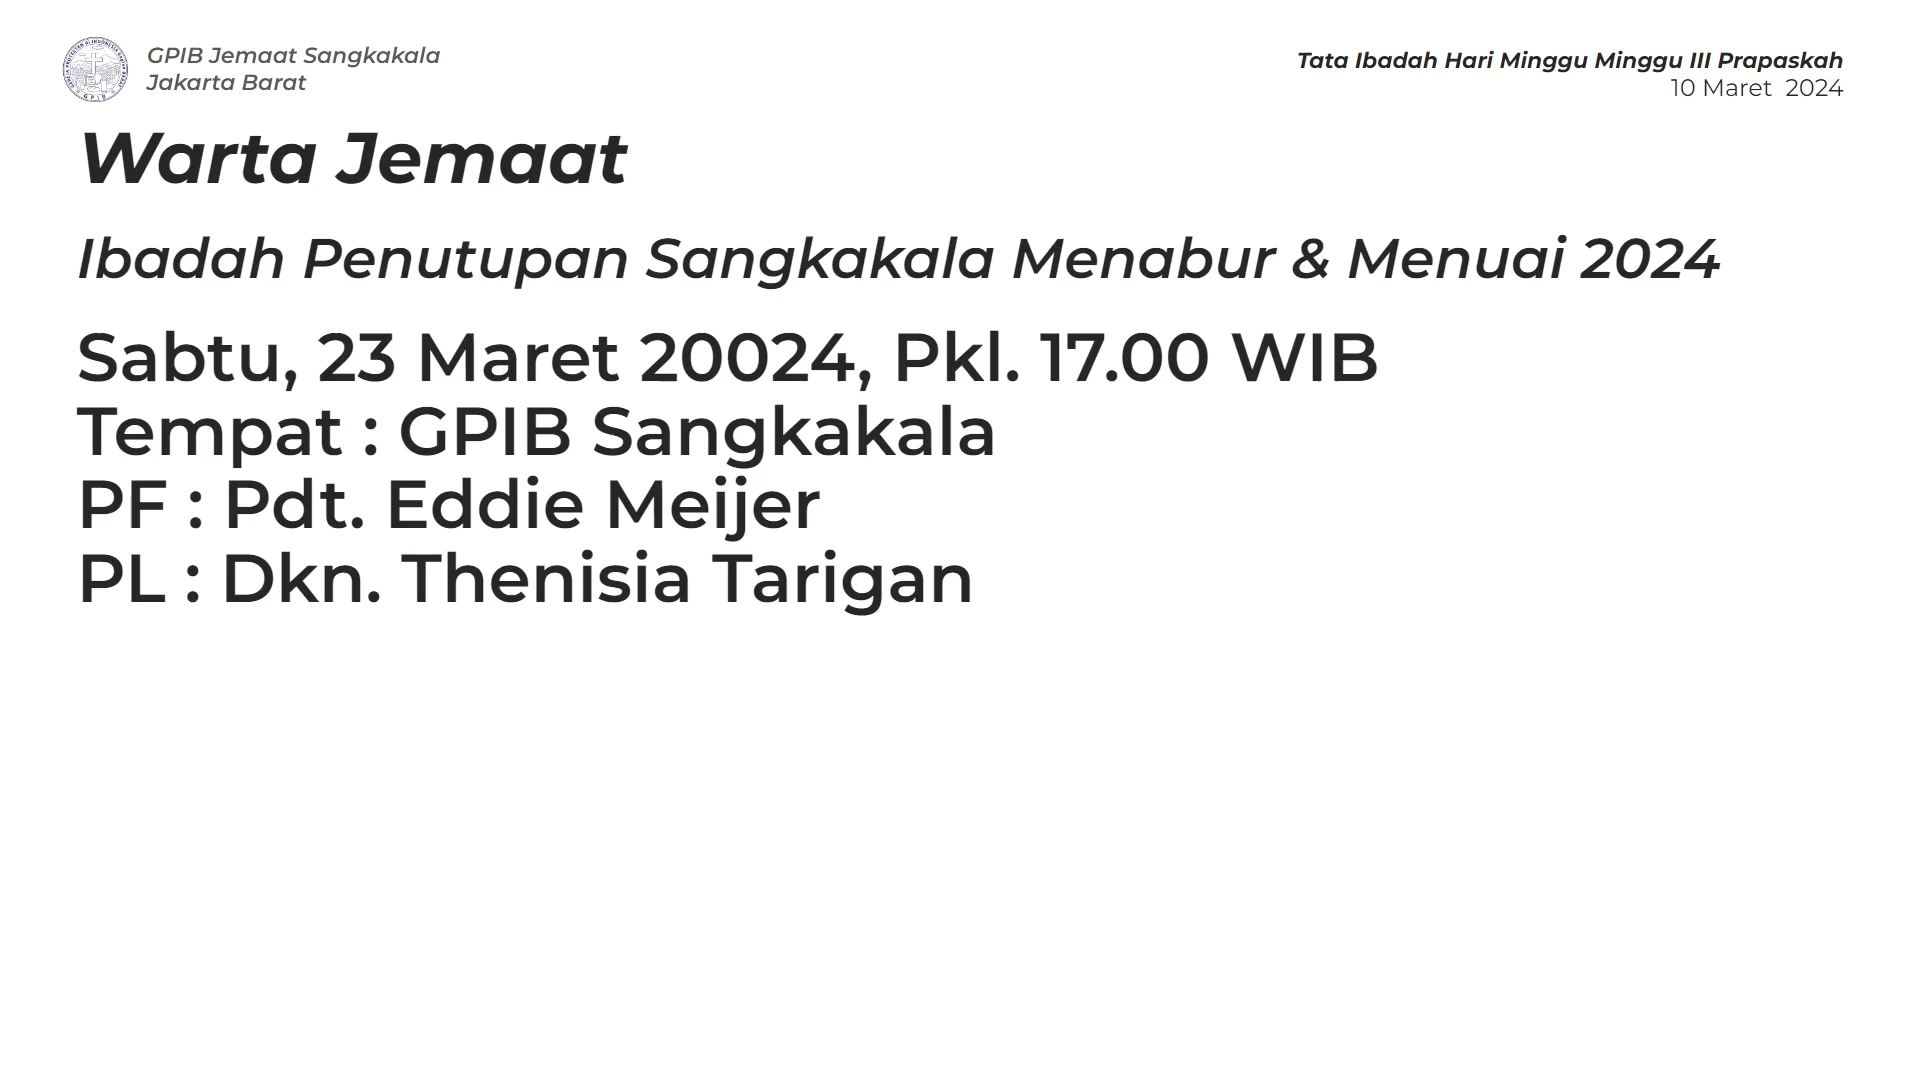 GPIB Jemaat Sangkakala
Jakarta Barat
Tata Ibadah Hari Minggu Minggu III Prapaskah
10 Maret  2024
Warta Jemaat
Ibadah Penutupan Sangkakala Menabur & Menuai 2024
Sabtu, 23 Maret 20024, Pkl. 17.00 WIB
Tempat : GPIB Sangkakala
PF : Pdt. Eddie Meijer
PL : Dkn. Thenisia Tarigan